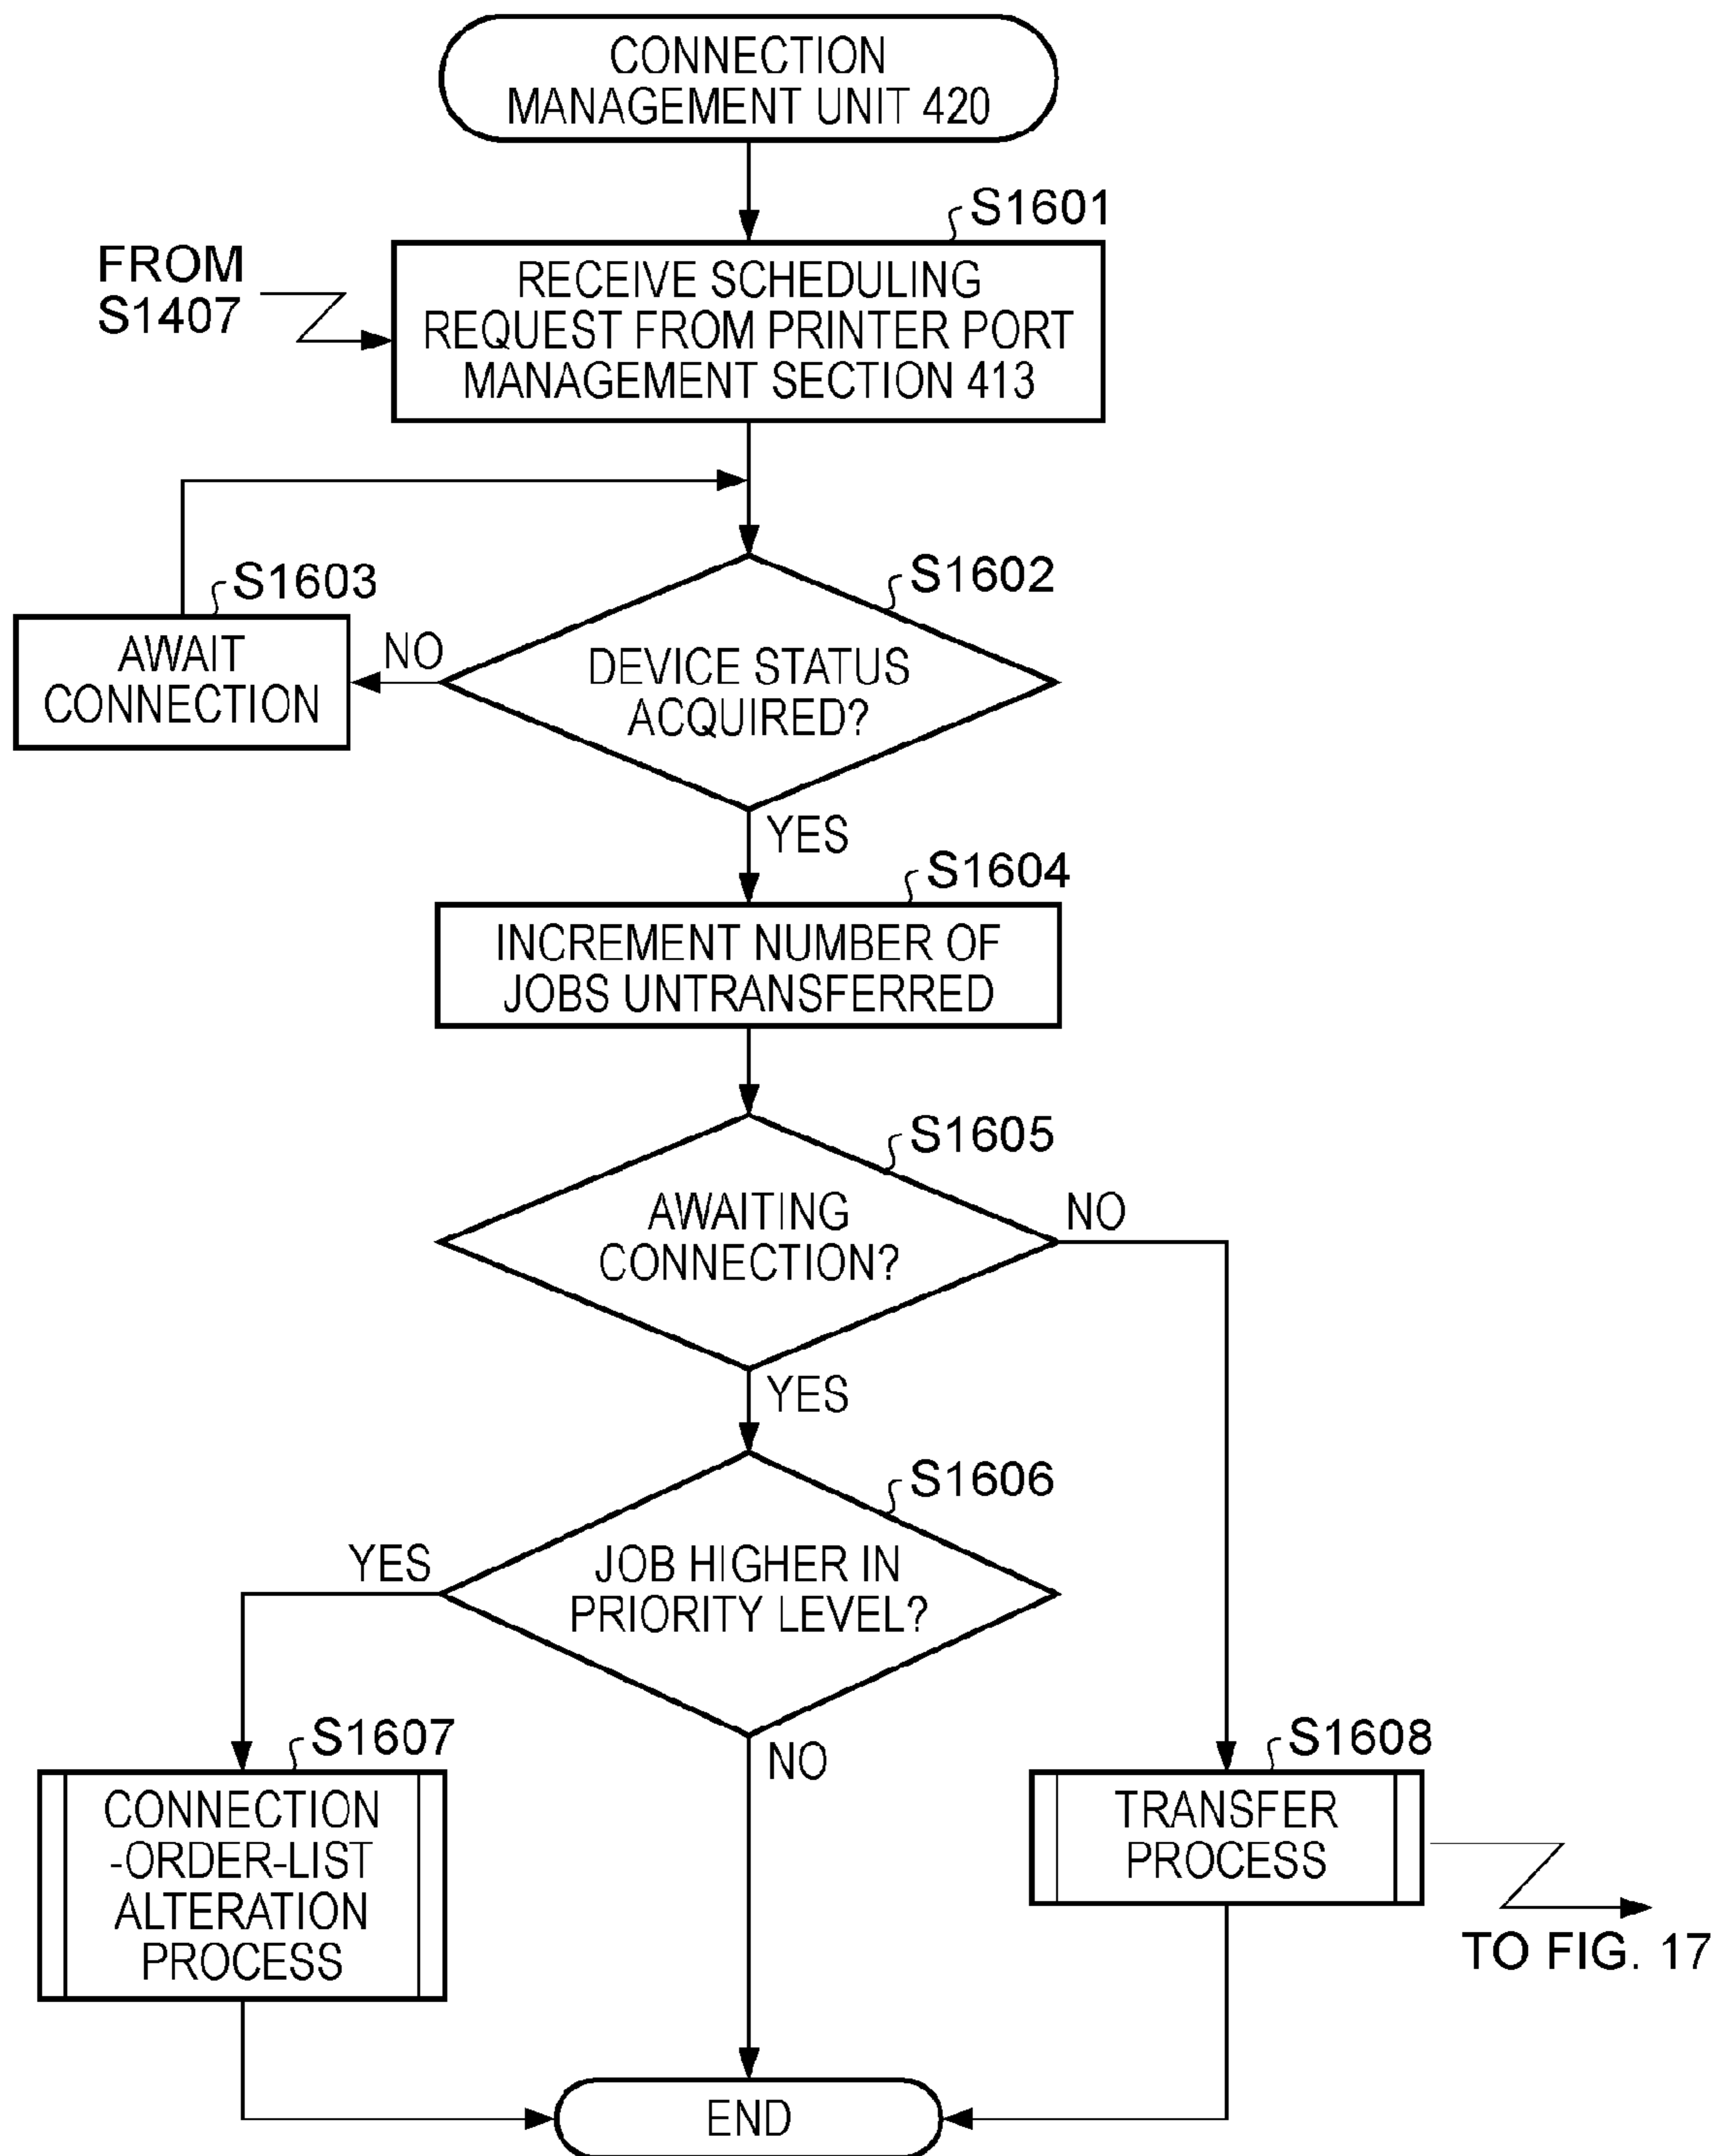 CONNECTION
MANAGEMENT UNIT 420
S1601
FROM
S1407
RECEIVE SCHEDULING
REQUEST FROM PRINTER PORT
MANAGEMENT SECTION 413
S1602
S1603
AWAIT
CONNECTION
NO
DEVICE STATUS
ACQUIRED?
YES
S1604
INCREMENT NUMBER OF
JOBS UNTRANSFERRED
S1605
AWAITING
CONNECTION?
NO
YES
S1606
YES
JOB HIGHER IN
PRIORITY LEVEL?
NO
S1607
CONNECTION
-ORDER-LIST
ALTERATION
PROCESS
S1608
TRANSFER
PROCESS
TO FIG. 17
END